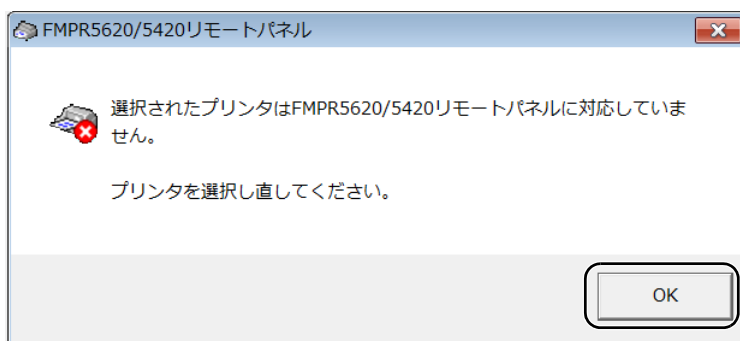 FMPR5620/5420リモートパネル
選択されたプリンタはFMPR5620/5420リモートパネルに対応していま
せん。
プリンタを選択し直してください。
OK